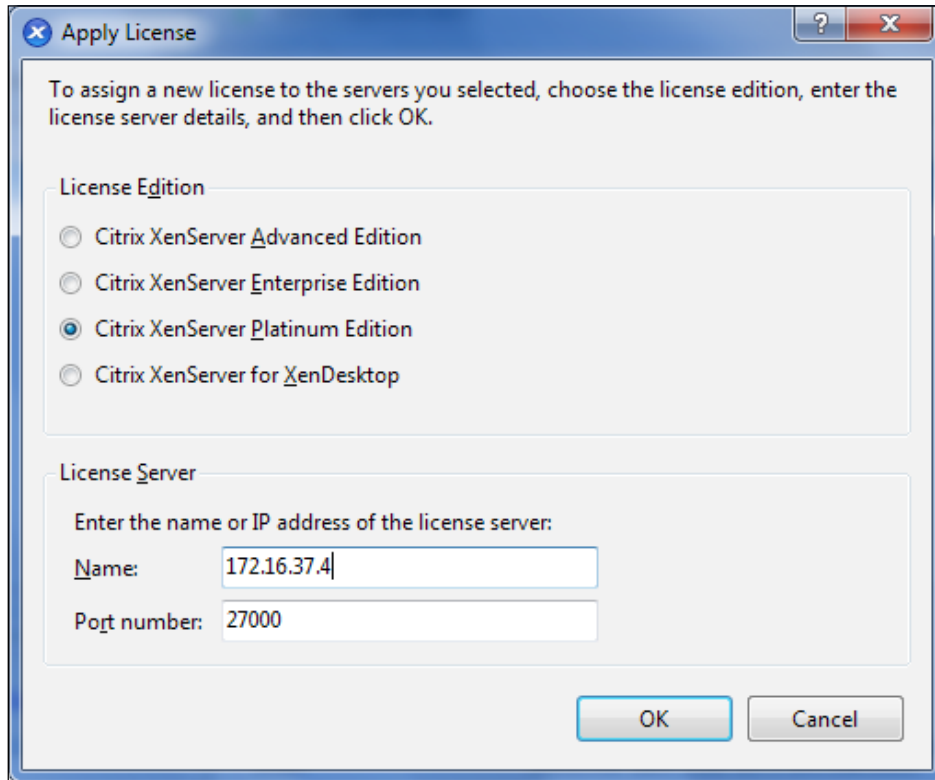 Apply License
?
X
To assign a new license to the servers you selected, choose the license edition, enter the
license server details, and then click OK.
License Edition
Citrix XenServer Advanced Edition
Citrix XenServer Enterprise Edition
Citrix XenServer Platinum Edition
Citrix XenServer for XenDesktop
License Server
Enter the name or IP address of the license server:
Name: 172.16.37.4
Port number: 27000
OK Cancel